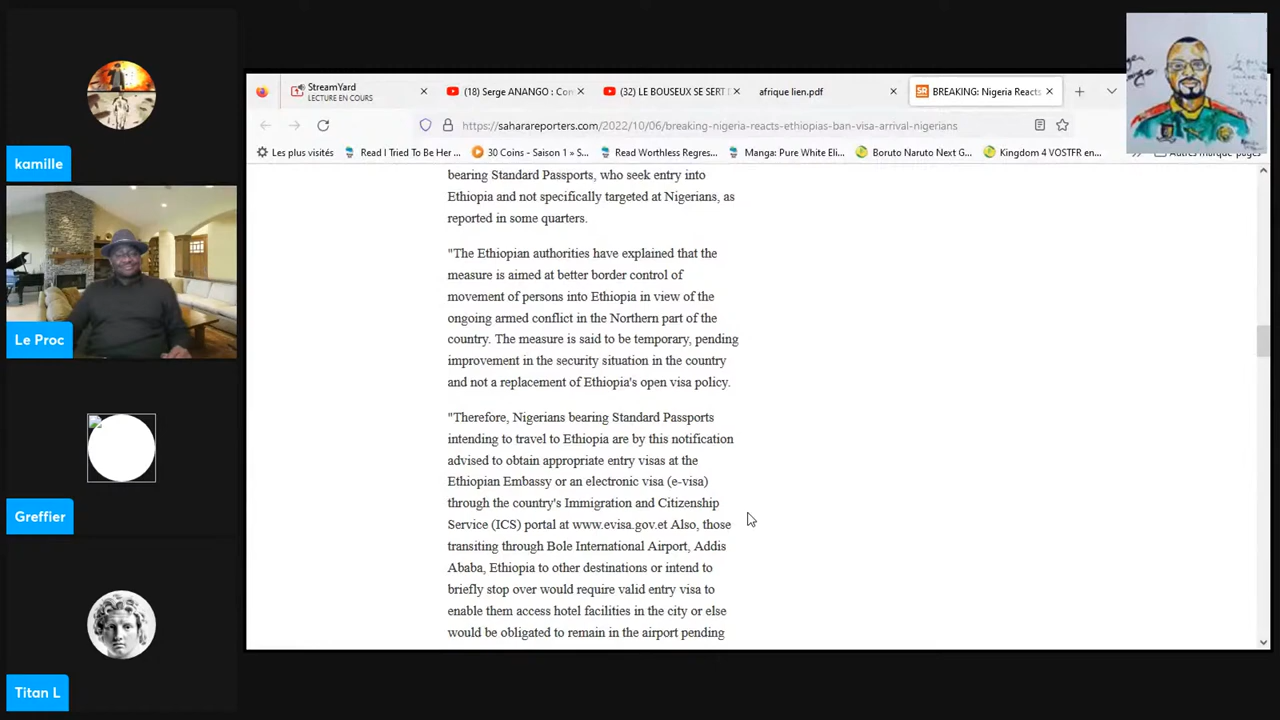 StreamYard
LECTURE EN COURS
(18) Serge ANANGO : Con
(32) LE BOUSEUX SE SERT
afrique lien.pdf
SR
BREAKING: Nigeria Reacts
https://saharareporters.com/2022/10/06/breaking-nigeria-reacts-ethiopias-ban-visa-arrival-nigerians
Les plus visités
Read I Tried To Be Her ...
30 Coins - Saison 1 » S...
Read Worthless Regres...
Manga: Pure White Eli...
Boruto Naruto Next G...
Kingdom 4 VOSTFR en...
Autres marque-pages
bearing Standard Passports, who seek entry into
Ethiopia and not specifically targeted at Nigerians, as
reported in some quarters.
"The Ethiopian authorities have explained that the
measure is aimed at better border control of
movement of persons into Ethiopia in view of the
ongoing armed conflict in the Northern part of the
country. The measure is said to be temporary, pending
improvement in the security situation in the country
and not a replacement of Ethiopia's open visa policy.
"Therefore, Nigerians bearing Standard Passports
intending to travel to Ethiopia are by this notification
advised to obtain appropriate entry visas at the
Ethiopian Embassy or an electronic visa (e-visa)
through the country's Immigration and Citizenship
Service (ICS) portal at www.evisa.gov.et Also, those
transiting through Bole International Airport, Addis
Ababa, Ethiopia to other destinations or intend to
briefly stop over would require valid entry visa to
enable them access hotel facilities in the city or else
would be obligated to remain in the airport pending
kamille
Le Proc
Greffier
Titan L